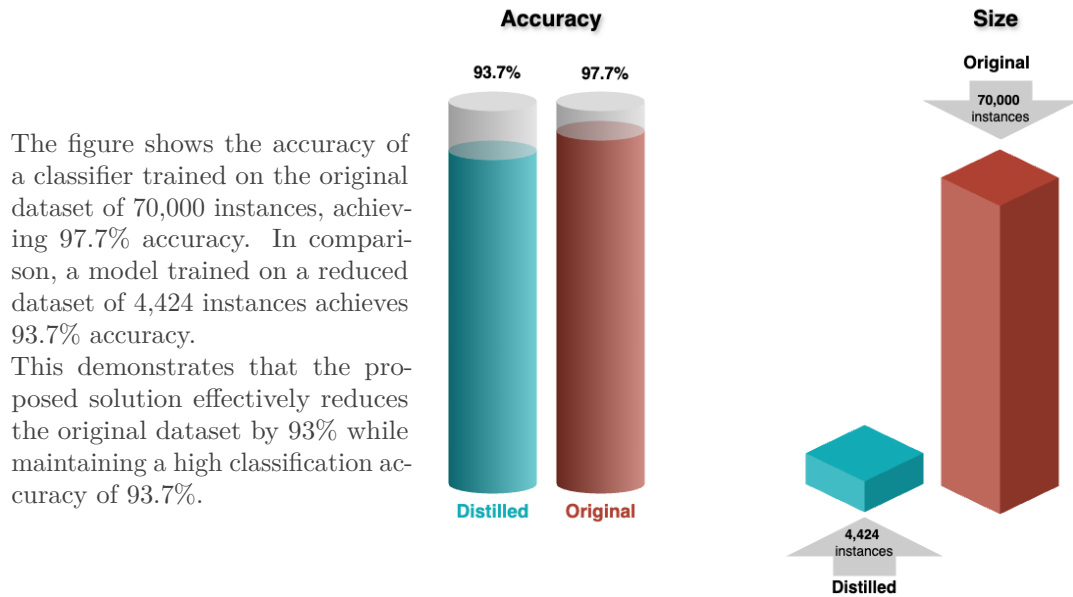 The figure shows the accuracy of
a classifier trained on the original
dataset of 70,000 instances, achiev-
ing 97.7% accuracy. In compari-
son, a model trained on a reduced
dataset of 4,424 instances achieves
93.7% accuracy.
This demonstrates that the pro-
posed solution effectively reduces
the original dataset by 93% while
maintaining a high classification ac-
curacy of 93.7%.
Accuracy
93.7%
97.7%
Distilled
Original
Size
Original
70,000
instances
4,424
instances
Distilled